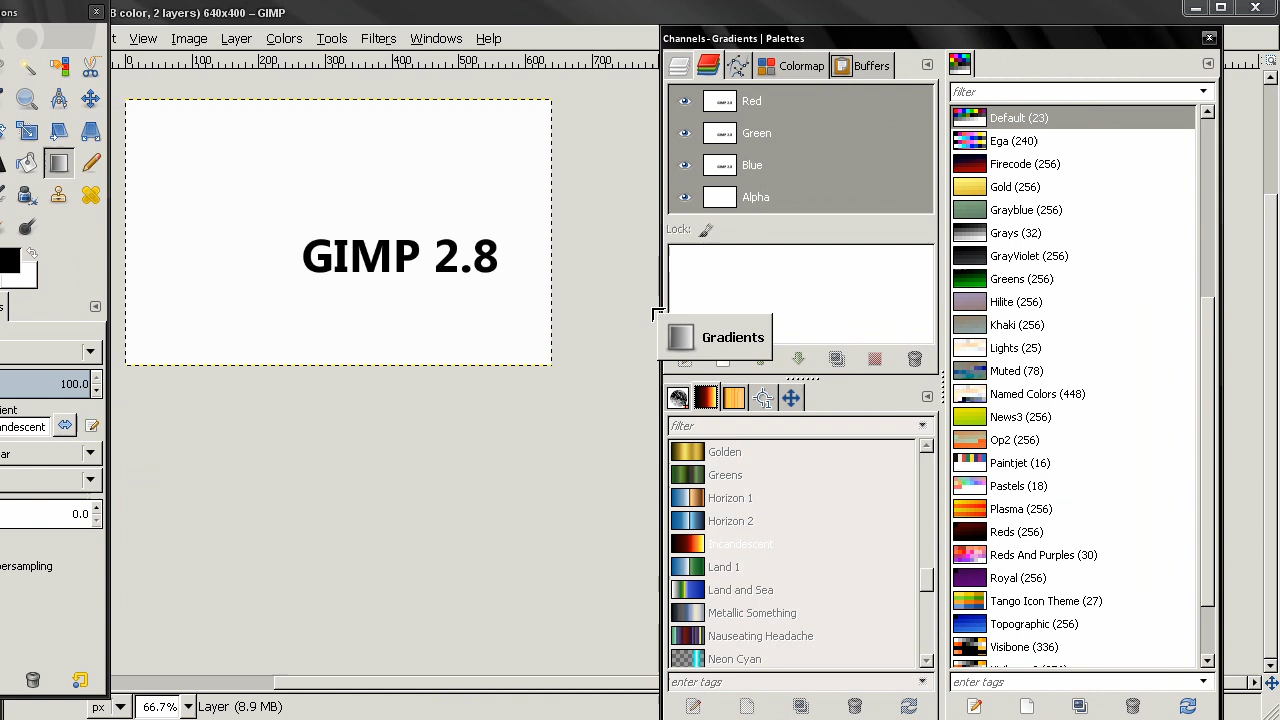 ons
B color, 2 layers) 640x400 – GIMP
t View Image Layer Colors Tools Filters Windows Help
0 100 200 300 400 500 600 700
Channels - Gradients | Palettes
Colormap Buffers
Red
Green
Blue
Alpha
Lock:
GIMP 2.8
Gradients
s
100.0
ient
andescent
ar
0.0
persampling
filter
Golden
Greens
Horizon 1
Horizon 2
Incandescent
Land 1
Land and Sea
Metallic Something
Nauseating Headache
Neon Cyan
enter tags
filter
Default (23)
Ega (240)
Firecode (256)
Gold (256)
Grayblue (256)
Grays (32)
GrayViolet (256)
Greens (256)
Hilite (256)
Khaki (256)
Lights (25)
Muted (78)
Named Colors (448)
News3 (256)
Op2 (256)
Paintjet (16)
Pastels (18)
Plasma (256)
Reds (256)
Reds And Purples (30)
Royal (256)
Tango Icon Theme (27)
Topographic (256)
Visibone (336)
enter tags
px 66.7% Layer (8.9 MB)